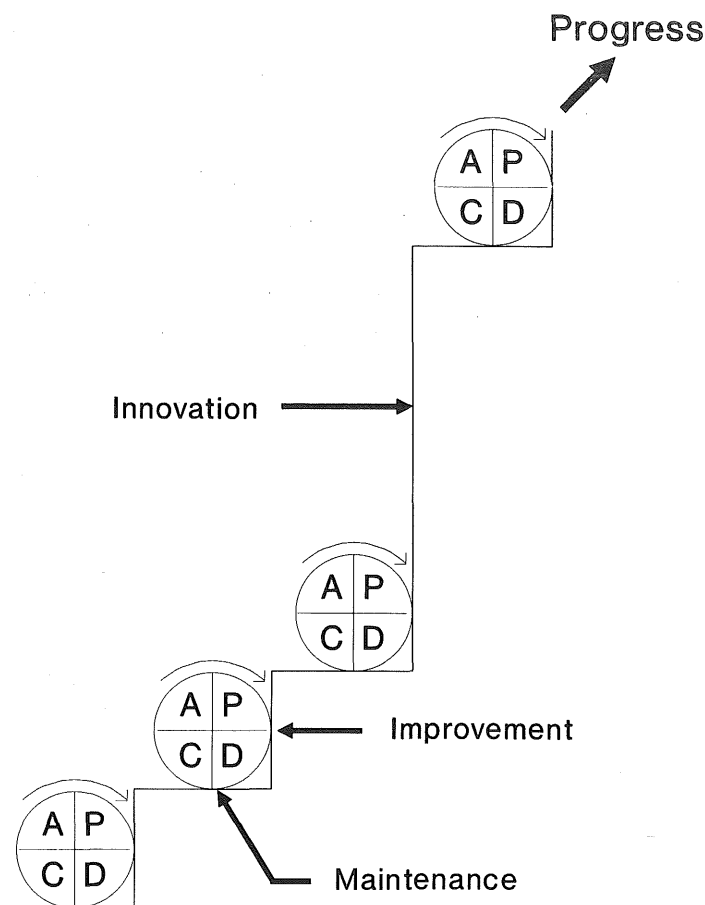 Progress
A P
C D
Innovation
A P
C D
A P
C D
Improvement
A P
C D
Maintenance